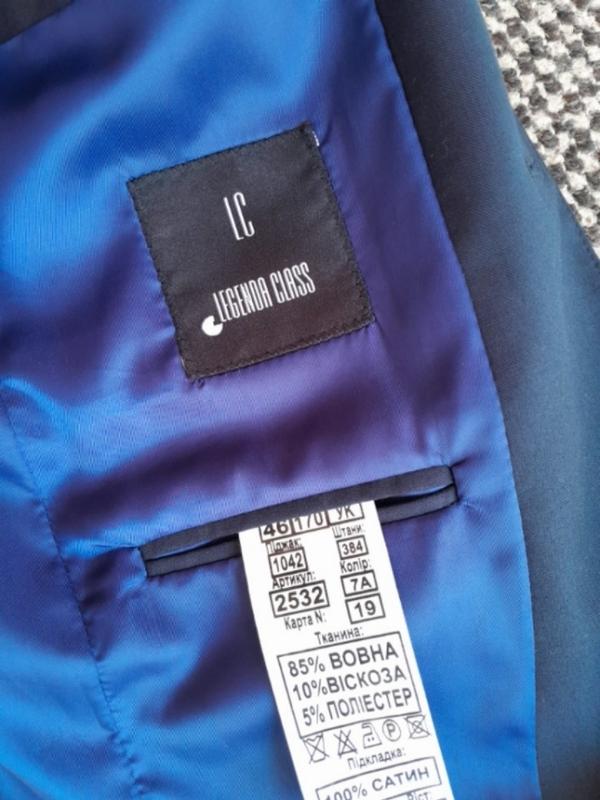 LC
LEGENDA CLASS
46 170 УК
Піджак: Штани:
1042 384
Артикул: Колір:
2532 7А
Карта N: 19
Тканина:
85% ВОВНА
10%ВІСКОЗА
5% ПОЛІЕСТЕР
P
Підкладка:
100% САТИН
Ріст: